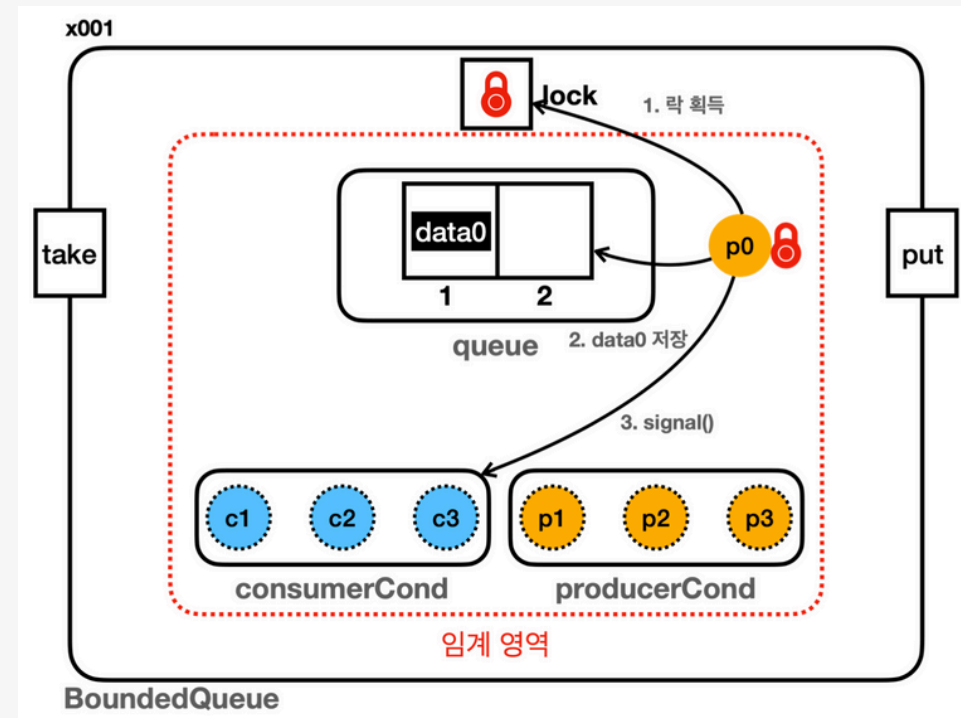 x001
lock
1. 락 획득
take
data0
p0
put
1
2
queue
2. data0 저장
3. signal()
c1
c2
c3
p1
p2
p3
consumerCond
producerCond
임계 영역
BoundedQueue